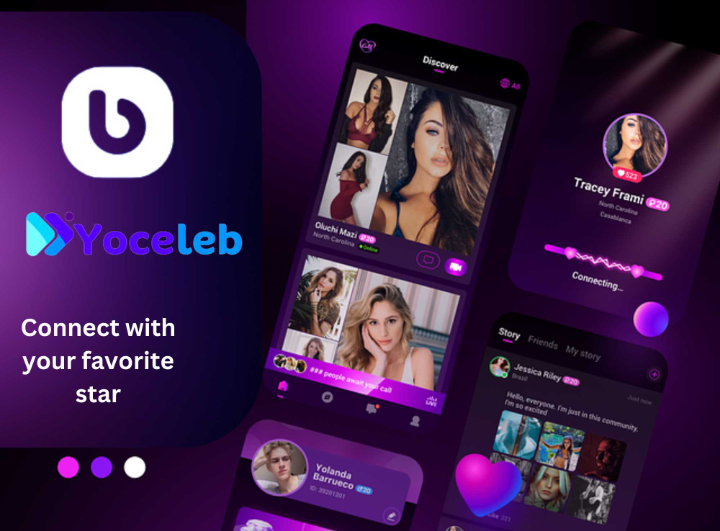 b
Yoceleb
Connect with
your favorite
star
Discover
All
Oluchi Mazi 20
North Carolina Online
### people await your call
LIVE
523
Tracey Frami 20
North Carolina
Casablanca
Connecting...
Story Friends My story
Jessica Riley 20
Brazil
Just now
Hello, everyone. I'm just in this community.
I'm so excited
Like 121
Yolanda
Barrueco 20
ID: 39201301